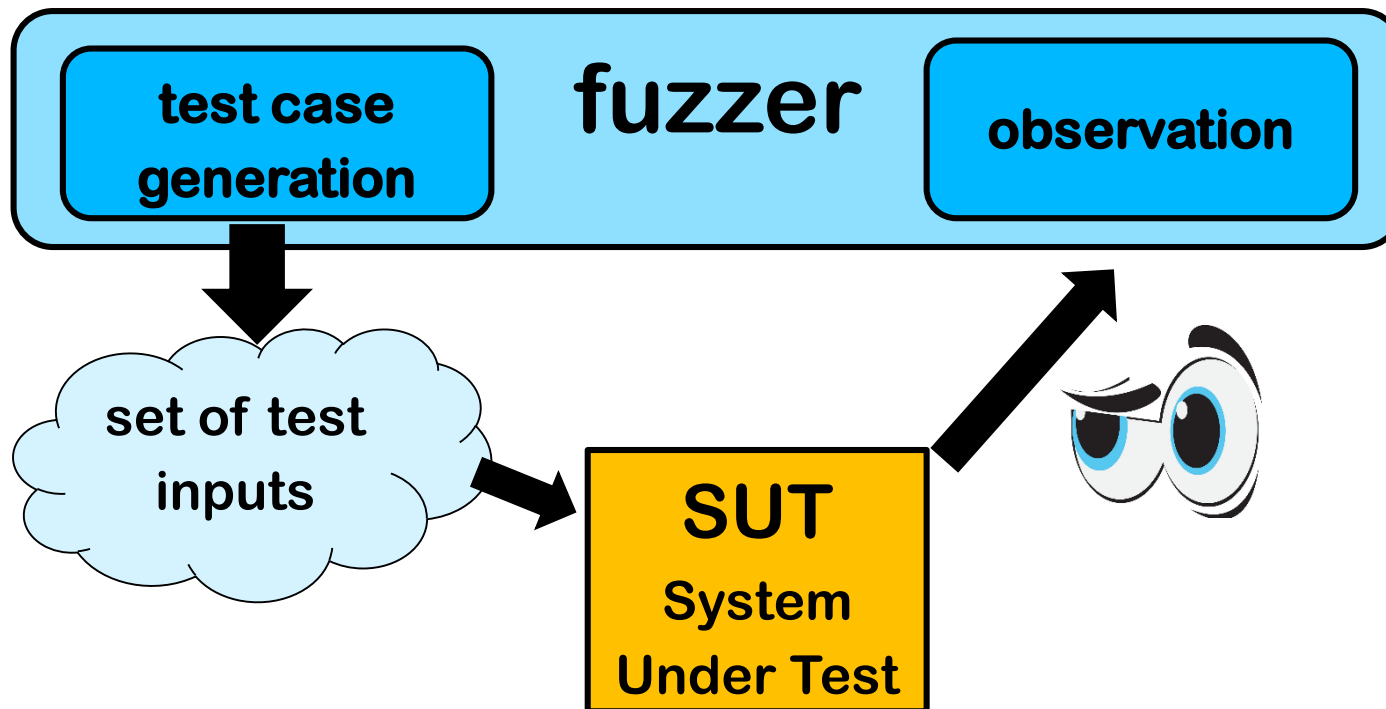 test case
generation
fuzzer
observation
set of test
inputs
SUT
System
Under Test